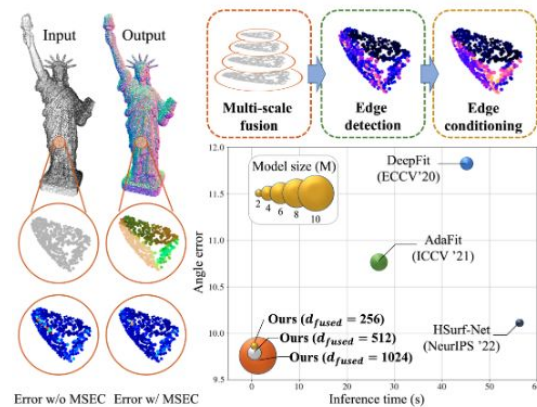 Input
Output
Multi-scale
fusion
Edge
detection
Edge
conditioning
Error w/o MSEC
Error w/ MSEC
12.0
11.5
11.0
10.5
10.0
9.5
Angle error
Model size (M)
2
4
6
8
10
DeepFit
(ECCV'20)
AdaFit
(ICCV '21)
HSurf-Net
(NeurIPS '22)
Ours (d_fused = 256)
Ours (d_fused = 512)
Ours (d_fused = 1024)
0
10
20
30
40
50
60
Inference time (s)